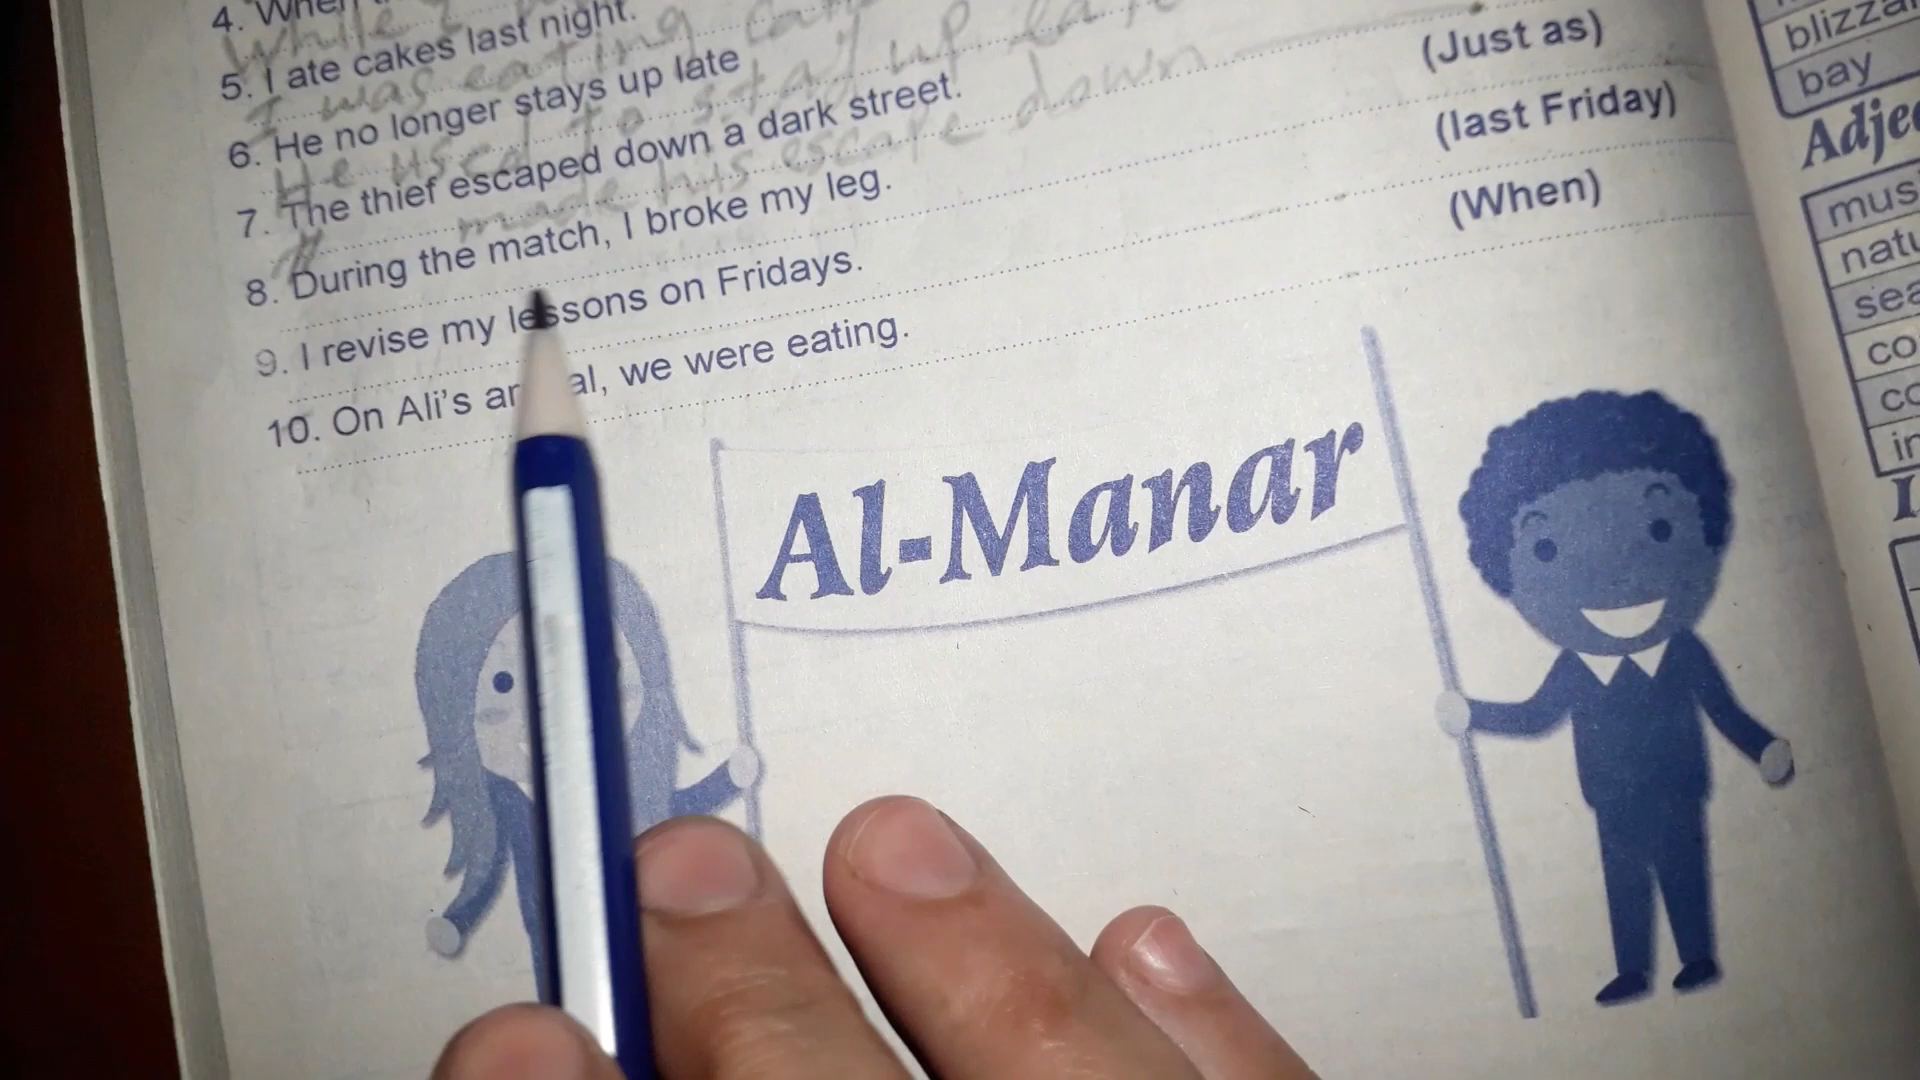 4. When
While
5. I ate cakes last night.
I was eating
6. He no longer stays up late
He used to stay up late
7. The thief escaped down a dark street.
made his escape down
8. During the match, I broke my leg. (Just as)
9. I revise my lessons on Fridays. (last Friday)
10. On Ali's al, we were eating. (When)
Al-Manar
bay
Adje
mus
natu
sea
co
co
in